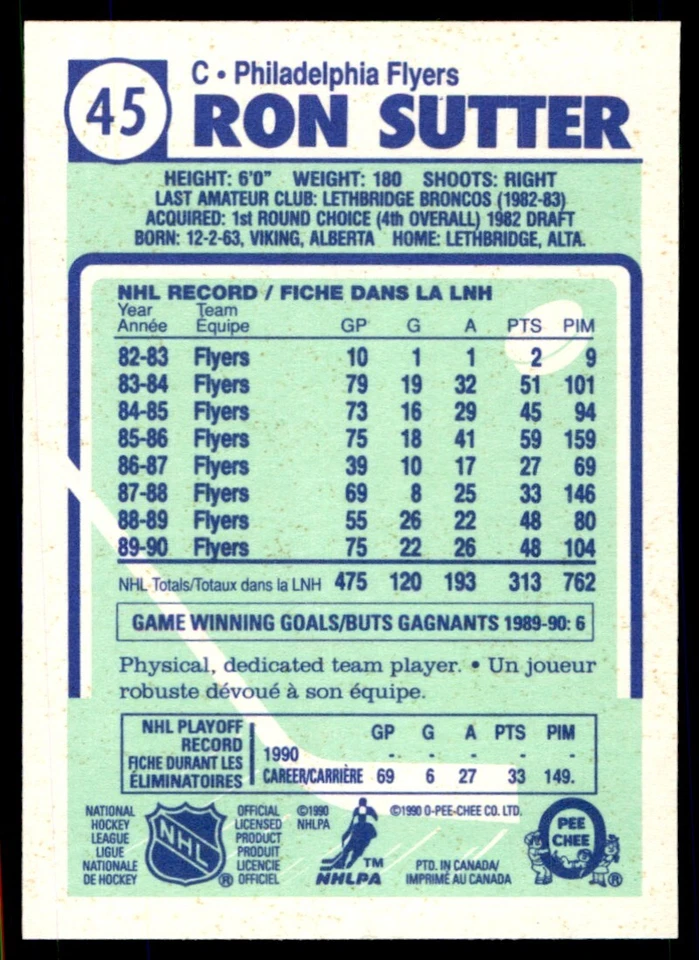 45
C • Philadelphia Flyers
RON SUTTER
HEIGHT: 6'0" WEIGHT: 180 SHOOTS: RIGHT
LAST AMATEUR CLUB: LETHBRIDGE BRONCOS (1982-83)
ACQUIRED: 1st ROUND CHOICE (4th OVERALL) 1982 DRAFT
BORN: 12-2-63, VIKING, ALBERTA HOME: LETHBRIDGE, ALTA.
NHL RECORD / FICHE DANS LA LNH
Year Team
Année Équipe GP G A PTS PIM
82-83 Flyers 10 1 1 2 9
83-84 Flyers 79 19 32 51 101
84-85 Flyers 73 16 29 45 94
85-86 Flyers 75 18 41 59 159
86-87 Flyers 39 10 17 27 69
87-88 Flyers 69 8 25 33 146
88-89 Flyers 55 26 22 48 80
89-90 Flyers 75 22 26 48 104
NHL Totals/Totaux dans la LNH 475 120 193 313 762
GAME WINNING GOALS/BUTS GAGNANTS 1989-90: 6
Physical, dedicated team player. • Un joueur
robuste dévoué à son équipe.
NHL PLAYOFF
RECORD
FICHE DURANT LES
ÉLIMINATOIRES
GP G A PTS PIM
1990 - - - - -
CAREER/CARRIÈRE 69 6 27 33 149.
NATIONAL
HOCKEY
LEAGUE
LIGUE
NATIONALE
DE HOCKEY
NHL
®
OFFICIAL
LICENSED
PRODUCT
PRODUIT
LICENCIE
OFFICIEL
©1990
NHLPA
TM
NHLPA
©1990 O-PEE-CHEE CO. LTD.
PTD. IN CANADA/
IMPRIMÉ AU CANADA
O
PEE
CHEE
®